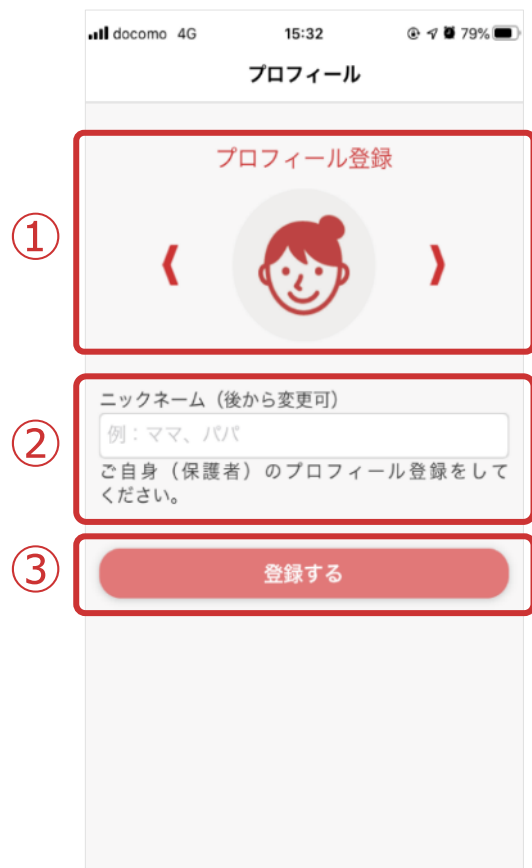 docomo 4G 15:32 79%
プロフィール
①
プロフィール登録
②
ニックネーム（後から変更可）
例：ママ、パパ
ご自身（保護者）のプロフィール登録をして
ください。
③
登録する